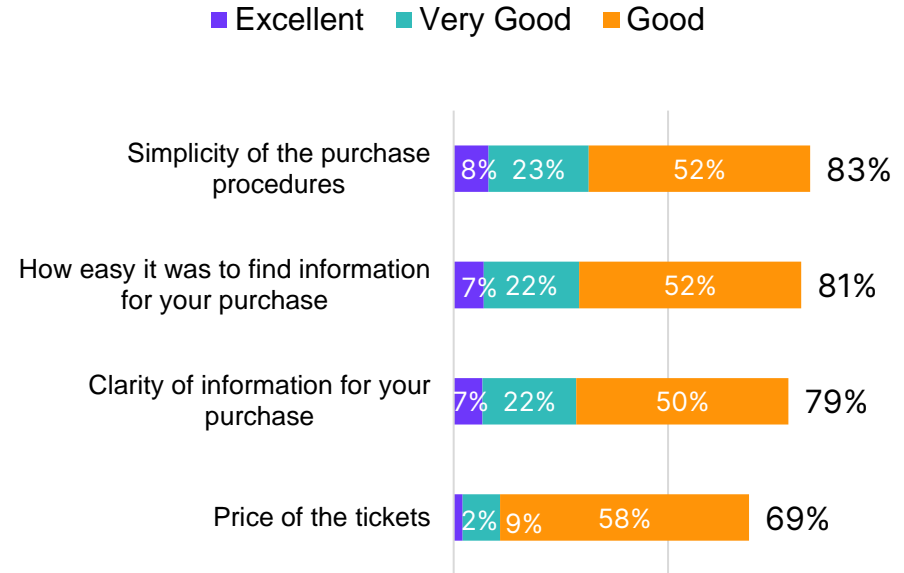 Excellent Very Good Good
Simplicity of the purchase
procedures
8% 23% 52% 83%
How easy it was to find information
for your purchase
7% 22% 52% 81%
Clarity of information for your
purchase
7% 22% 50% 79%
Price of the tickets
2% 9% 58% 69%